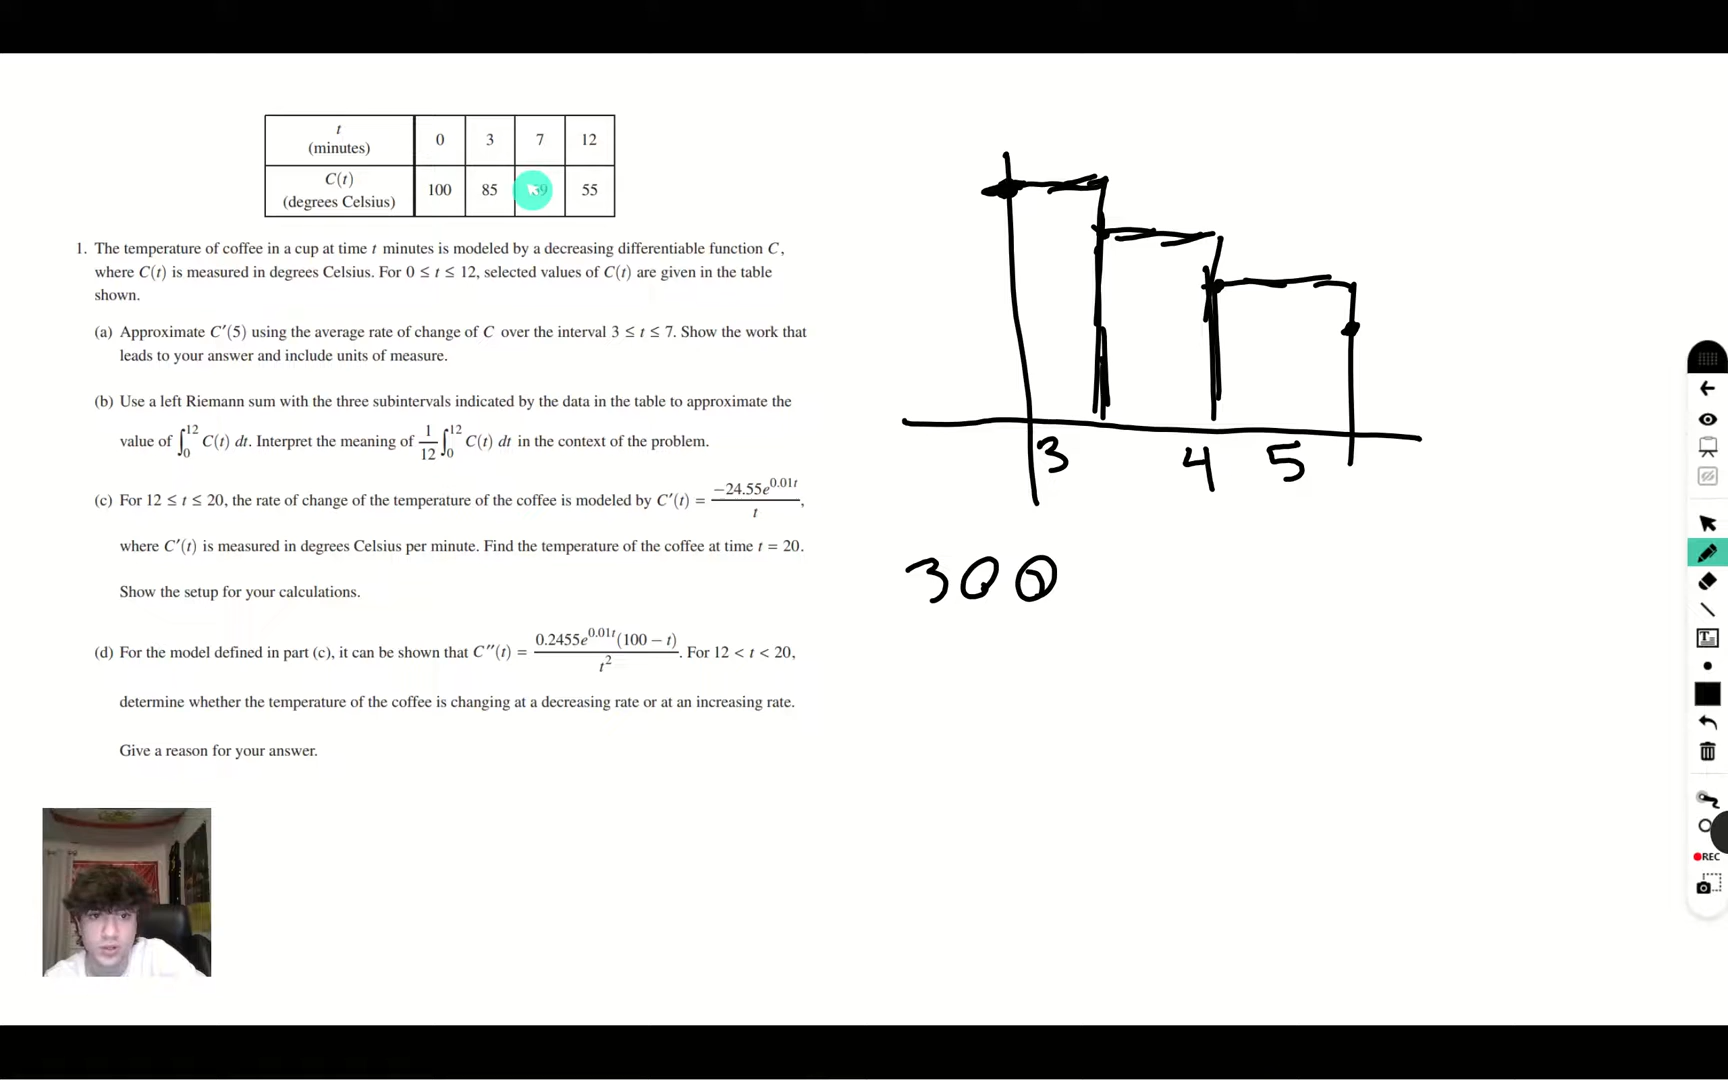 t
(minutes) 0 3 7 12
C(t)
(degrees Celsius) 100 85 55
1. The temperature of coffee in a cup at time t minutes is modeled by a decreasing differentiable function C,
where C(t) is measured in degrees Celsius. For 0 ≤ t ≤ 12, selected values of C(t) are given in the table
shown.
(a) Approximate C′(5) using the average rate of change of C over the interval 3 ≤ t ≤ 7. Show the work that
leads to your answer and include units of measure.
(b) Use a left Riemann sum with the three subintervals indicated by the data in the table to approximate the
value of ∫₀¹² C(t) dt. Interpret the meaning of 1/12 ∫₀¹² C(t) dt in the context of the problem.
(c) For 12 ≤ t ≤ 20, the rate of change of the temperature of the coffee is modeled by C′(t) = −24.55e^0.01t / t,
where C′(t) is measured in degrees Celsius per minute. Find the temperature of the coffee at time t = 20.
Show the setup for your calculations.
(d) For the model defined in part (c), it can be shown that C″(t) = 0.2455e^0.01t (100 − t) / t². For 12 < t < 20,
determine whether the temperature of the coffee is changing at a decreasing rate or at an increasing rate.
Give a reason for your answer.
3 4 5
300
REC